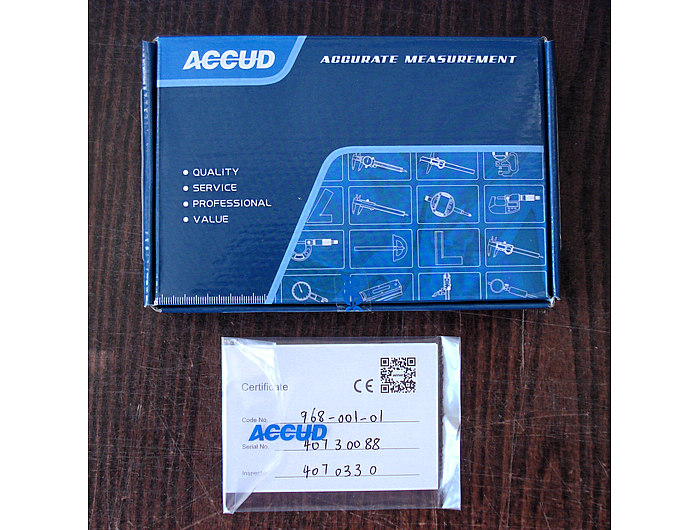 ACCUD
ACCURATE MEASUREMENT
QUALITY
SERVICE
PROFESSIONAL
VALUE
Certificate CE
Code No. 968-001-01
ACCUD
Serial No. 40730088
Inspect 4070330